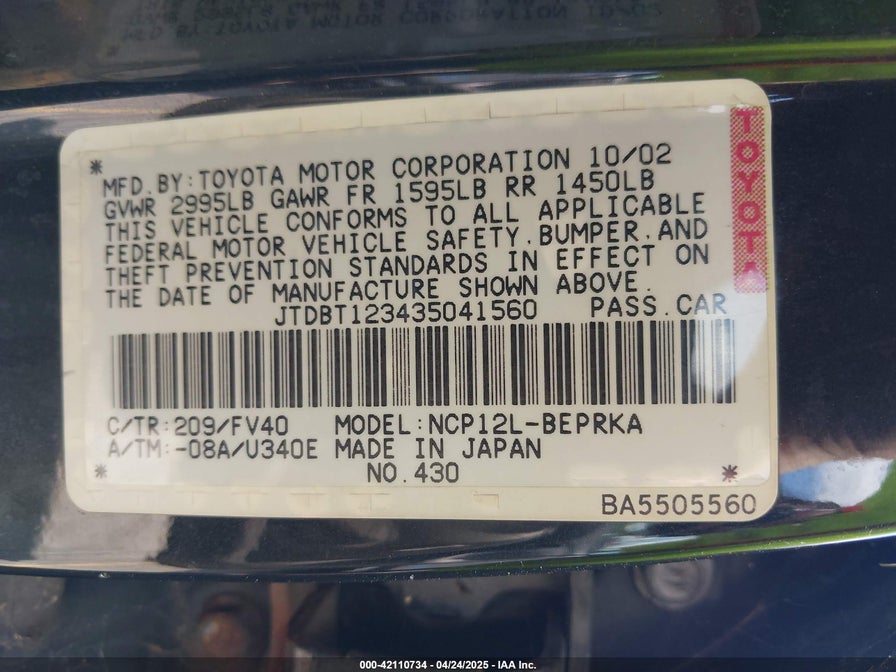 * MFD.BY:TOYOTA MOTOR CORPORATION 10/02
GVWR 2995LB GAWR FR 1595LB RR 1450LB
THIS VEHICLE CONFORMS TO ALL APPLICABLE
FEDERAL MOTOR VEHICLE SAFETY.BUMPER.AND
THEFT PREVENTION STANDARDS IN EFFECT ON
THE DATE OF MANUFACTURE SHOWN ABOVE.
JTDBT123435041560 PASS.CAR
C/TR:209/FV40 MODEL:NCP12L-BEPRKA
A/TM:-08A/U340E MADE IN JAPAN
* NO.430 *
BA5505560
TOYOTA
000-42110734 - 04/24/2025 - IAA Inc.